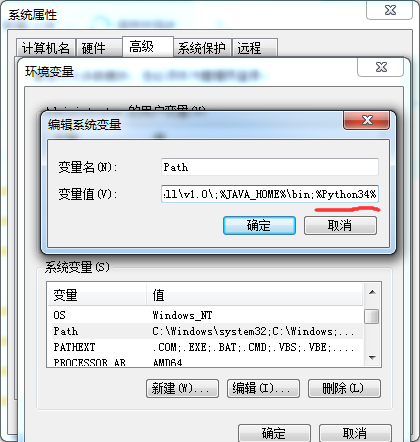 系统属性
计算机名 硬件 高级 系统保护 远程
环境变量
的用户变量(U)
编辑系统变量
变量名(N): Path
变量值(V): ll\v1.0\;%JAVA_HOME%\bin;%Python34%
确定 取消
系统变量(S)
变量 值
OS Windows_NT
Path C:\Windows\system32;C:\Windows;...
PATHEXT .COM;.EXE;.BAT;.CMD;.VBS;.VBE;....
PROCESSOR_AR AMD64
新建(W)... 编辑(I)... 删除(L)
确定 取消